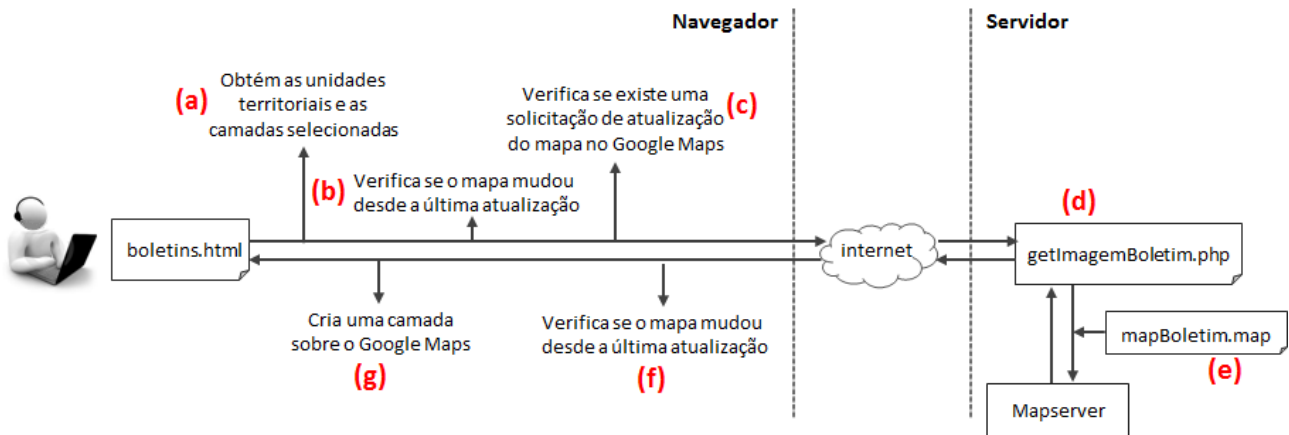 Navegador
Servidor
(a)
Obtém as unidades
territoriais e as
camadas selecionadas
(b)
Verifica se o mapa mudou
desde a última atualização
Verifica se existe uma
solicitação de atualização
do mapa no Google Maps
(c)
boletins.html
internet
(d)
getImagemBoletim.php
mapBoletim.map
(e)
Mapserver
Cria uma camada
sobre o Google Maps
(g)
Verifica se o mapa mudou
desde a última atualização
(f)